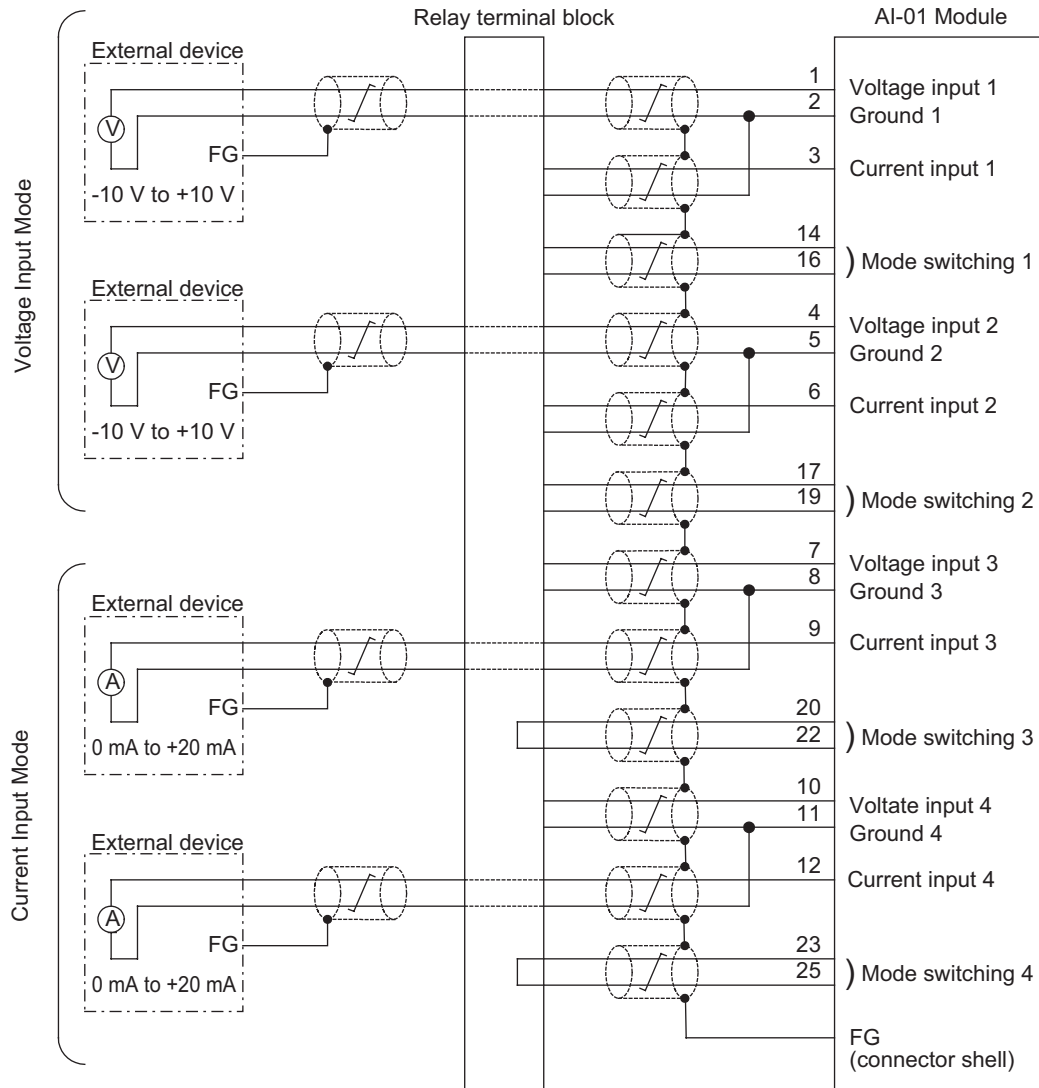 Relay terminal block
AI-01 Module
Voltage Input Mode
External device
V
FG
-10 V to +10 V
External device
V
FG
-10 V to +10 V
Current Input Mode
External device
A
FG
0 mA to +20 mA
External device
A
FG
0 mA to +20 mA
1 Voltage input 1
2 Ground 1
3 Current input 1
14
16 ) Mode switching 1
4 Voltage input 2
5 Ground 2
6 Current input 2
17
19 ) Mode switching 2
7 Voltage input 3
8 Ground 3
9 Current input 3
20
22 ) Mode switching 3
10 Voltate input 4
11 Ground 4
12 Current input 4
23
25 ) Mode switching 4
FG
(connector shell)